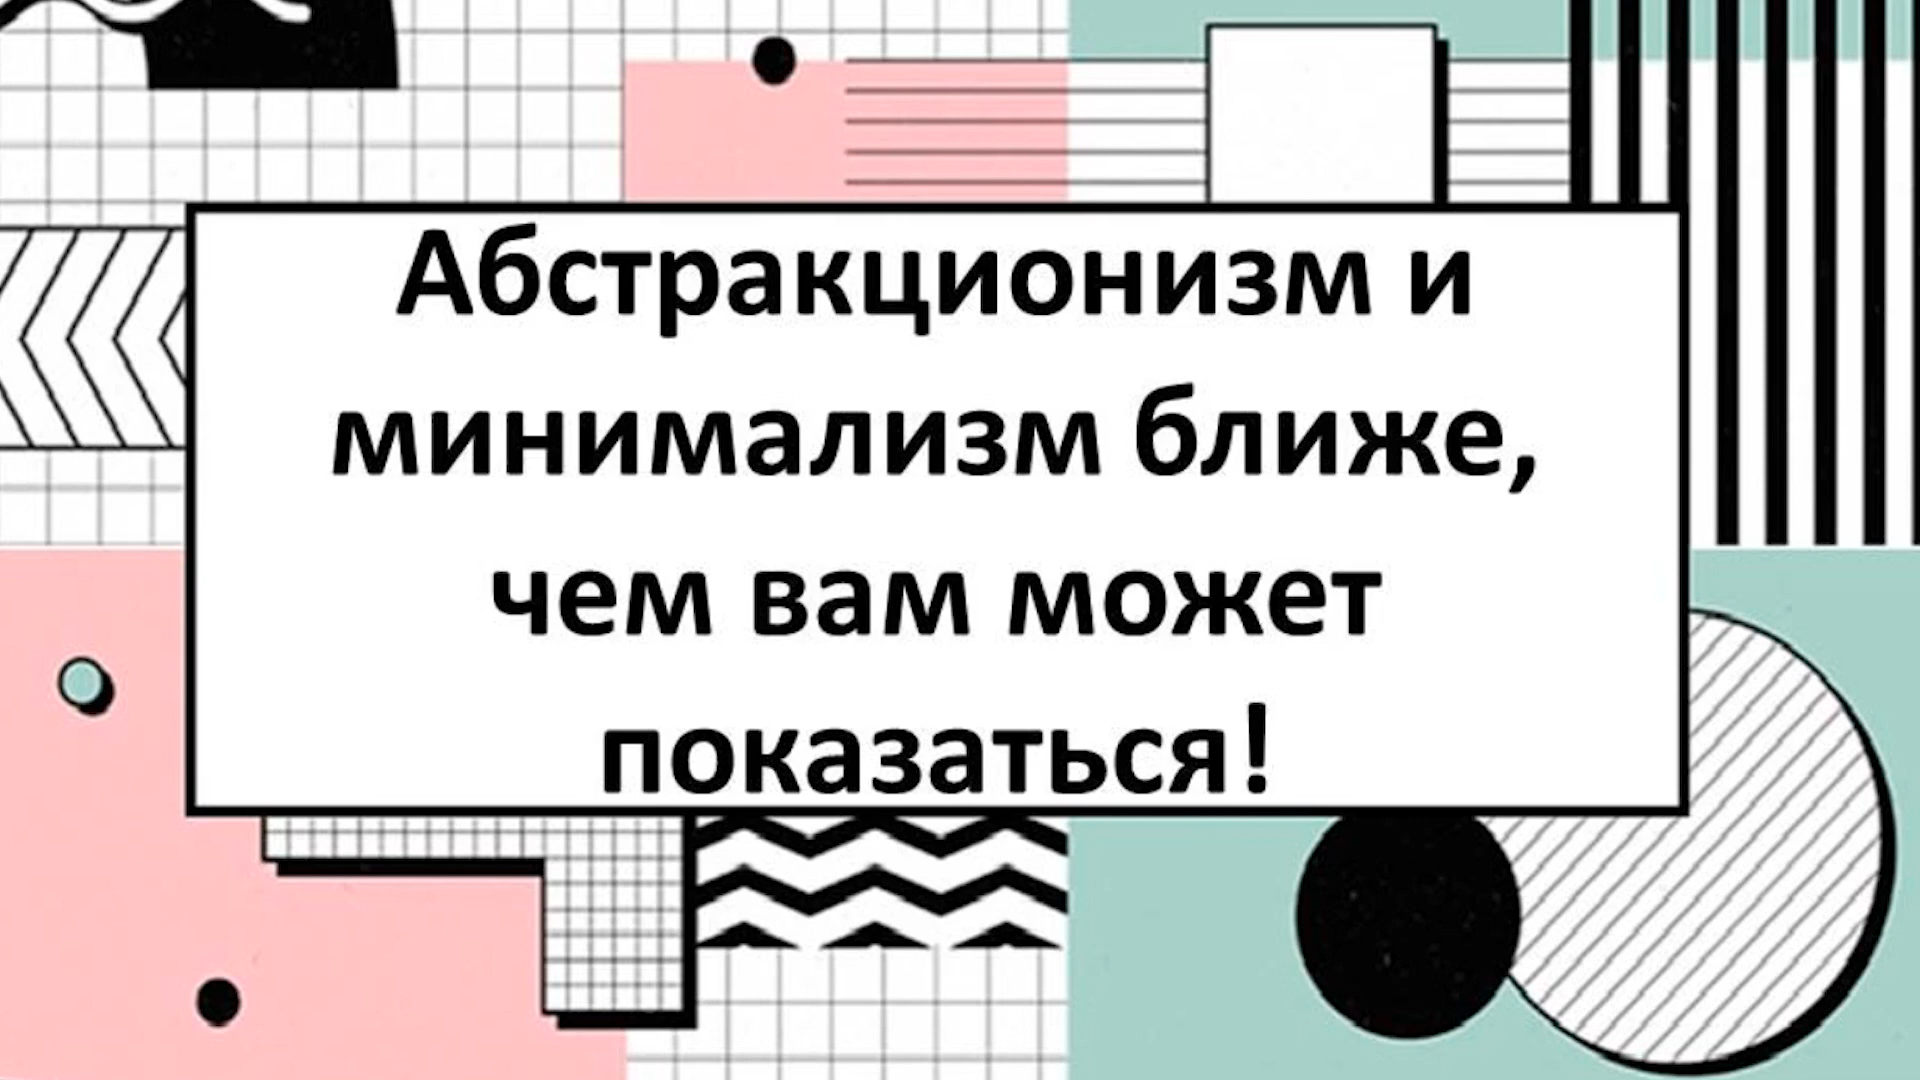 Абстракционизм и
минимализм ближе,
чем вам может
показаться!